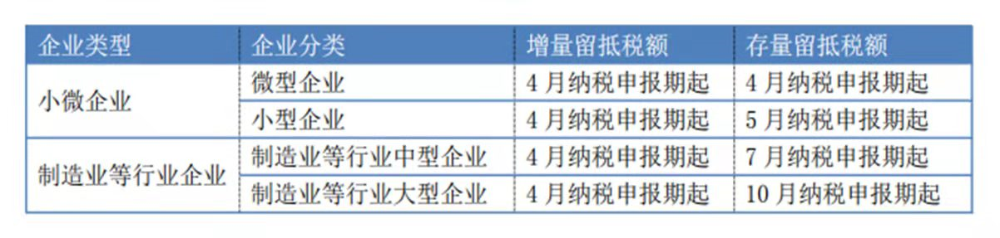 企业类型 企业分类 增量留抵税额 存量留抵税额
小微企业 微型企业 4月纳税申报期起 4月纳税申报期起
小型企业 4月纳税申报期起 5月纳税申报期起
制造业等行业企业 制造业等行业中型企业 4月纳税申报期起 7月纳税申报期起
制造业等行业大型企业 4月纳税申报期起 10月纳税申报期起